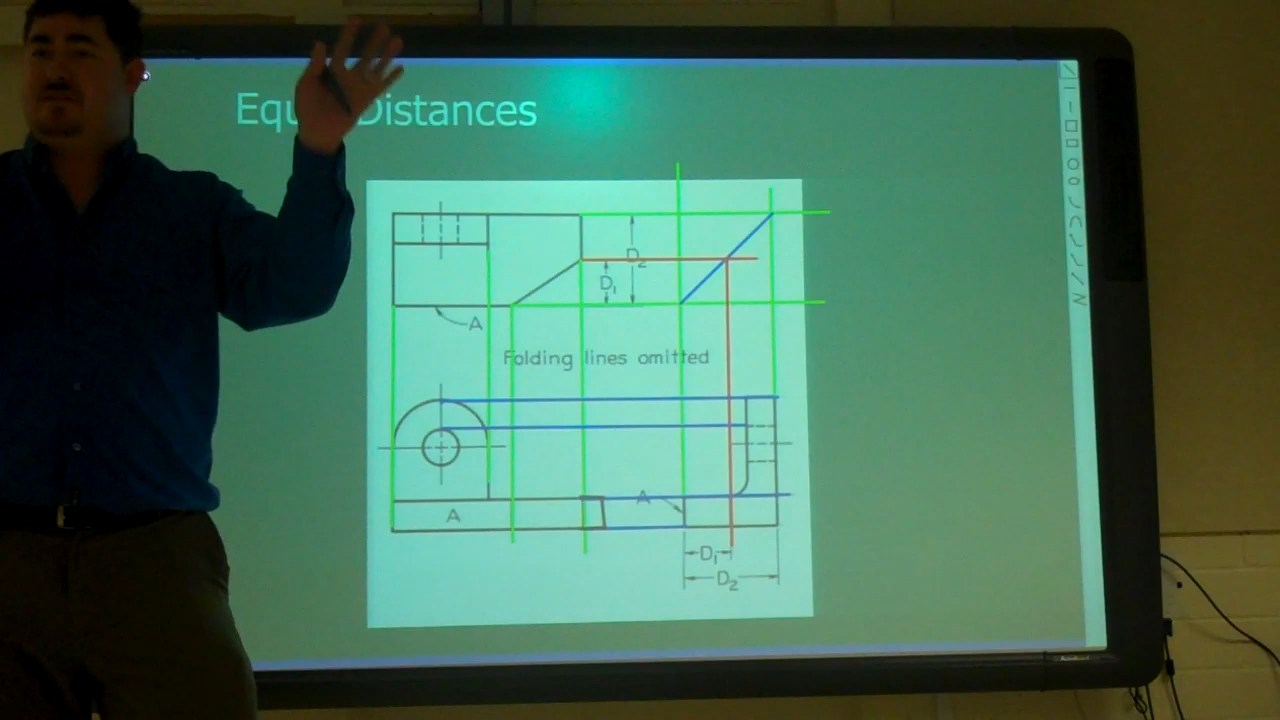 Equ Distances
D₂
D₁
A
Folding lines omitted
A
A
D₁
D₂